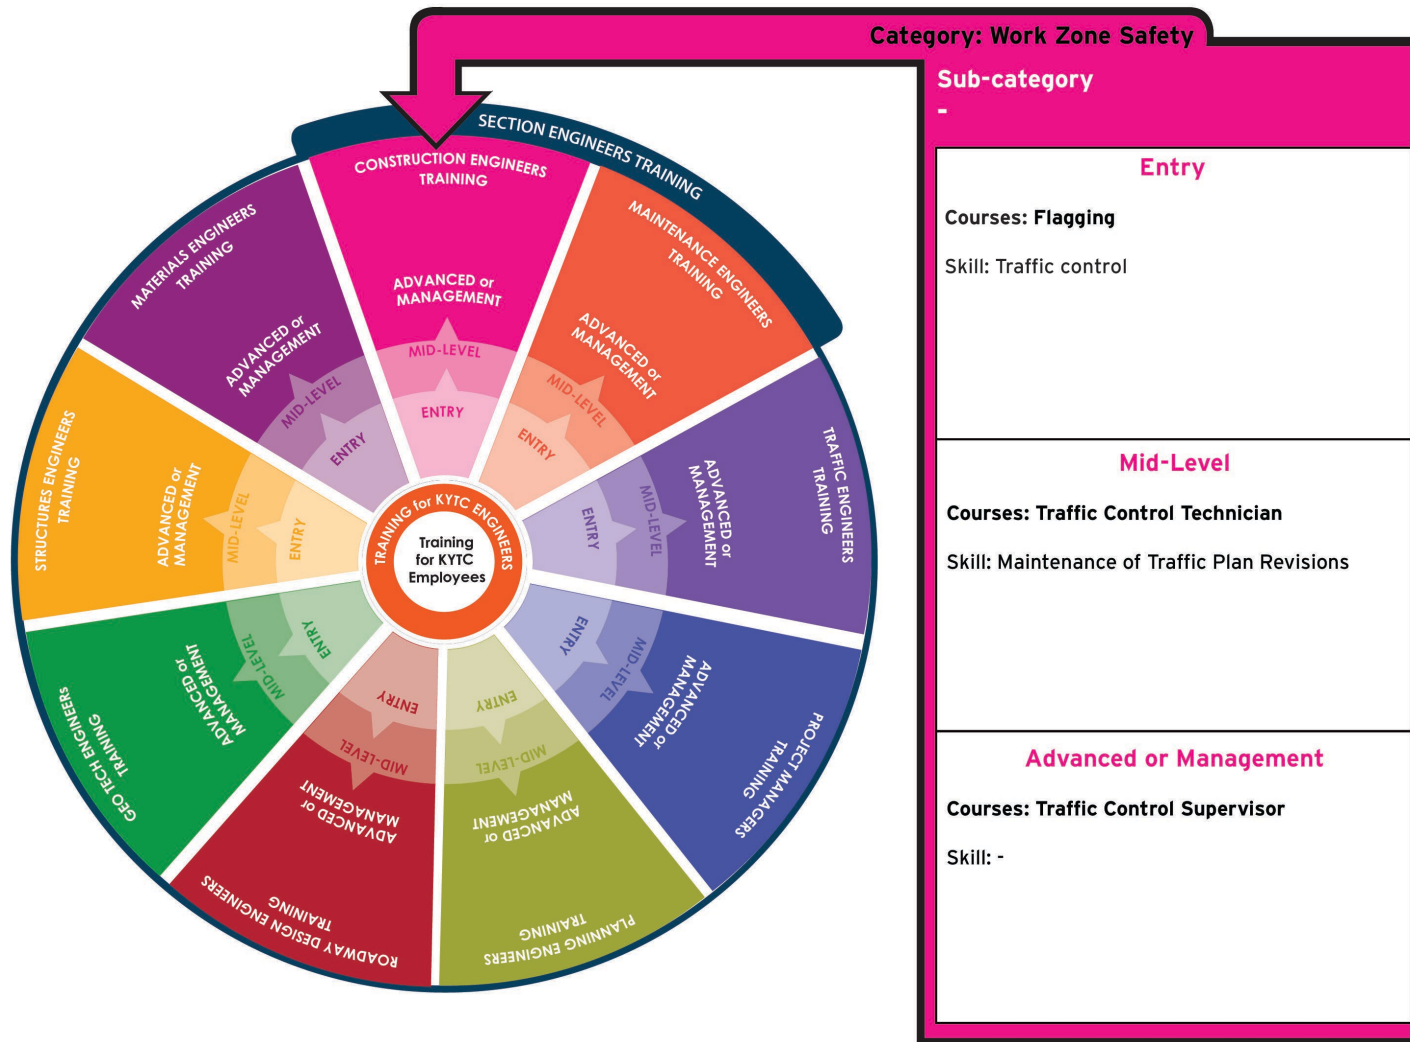 Category: Work Zone Safety
Sub-category
-
Entry
Courses: Flagging
Skill: Traffic control
Mid-Level
Courses: Traffic Control Technician
Skill: Maintenance of Traffic Plan Revisions
Advanced or Management
Courses: Traffic Control Supervisor
Skill: -
SECTION ENGINEERS TRAINING
CONSTRUCTION ENGINEERS
TRAINING
ADVANCED or
MANAGEMENT
MID-LEVEL
ENTRY
MAINTENANCE ENGINEERS
TRAINING
ADVANCED or
MANAGEMENT
MID-LEVEL
ENTRY
TRAFFIC ENGINEERS
TRAINING
ADVANCED or
MANAGEMENT
MID-LEVEL
ENTRY
PROJECT MANAGERS
TRAINING
ADVANCED or
MANAGEMENT
MID-LEVEL
ENTRY
PLANNING ENGINEERS
TRAINING
ADVANCED or
MANAGEMENT
MID-LEVEL
ENTRY
ROADWAY DESIGN ENGINEERS
TRAINING
ADVANCED or
MANAGEMENT
MID-LEVEL
ENTRY
GEO TECH ENGINEERS
TRAINING
ADVANCED or
MANAGEMENT
MID-LEVEL
ENTRY
STRUCTURES ENGINEERS
TRAINING
ADVANCED or
MANAGEMENT
MID-LEVEL
ENTRY
MATERIALS ENGINEERS
TRAINING
ADVANCED or
MANAGEMENT
MID-LEVEL
ENTRY
TRAINING for KYTC ENGINEERS
Training
for KYTC
Employees